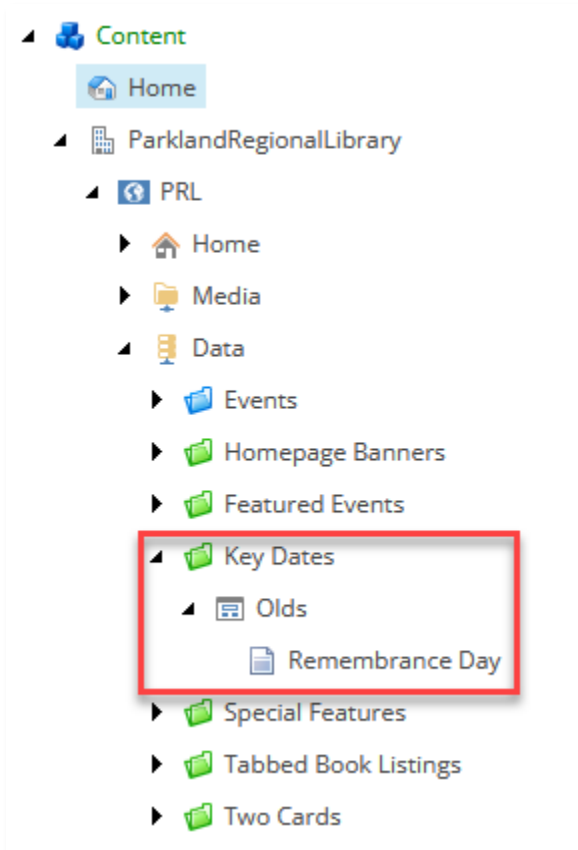 Content
Home
ParklandRegionalLibrary
PRL
Home
Media
Data
Events
Homepage Banners
Featured Events
Key Dates
Olds
Remembrance Day
Special Features
Tabbed Book Listings
Two Cards